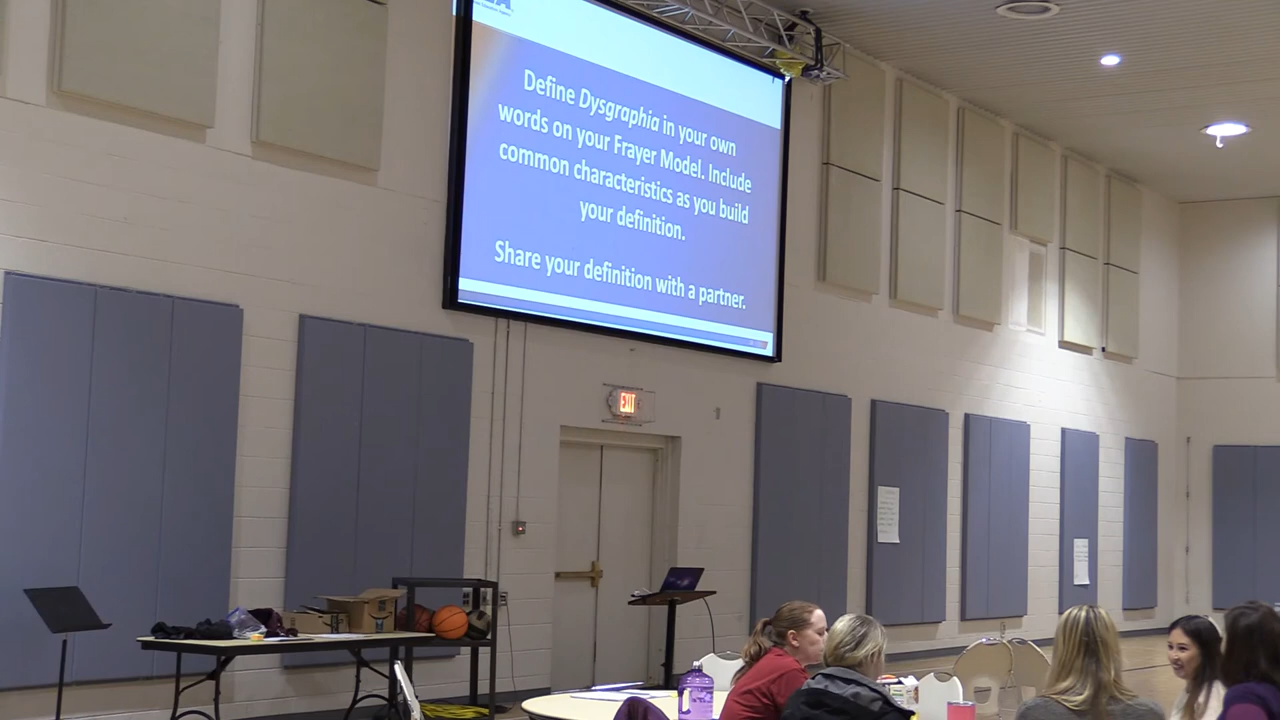 Define Dysgraphia in your own
words on your Frayer Model. Include
common characteristics as you build
your definition.
Share your definition with a partner.
EXIT